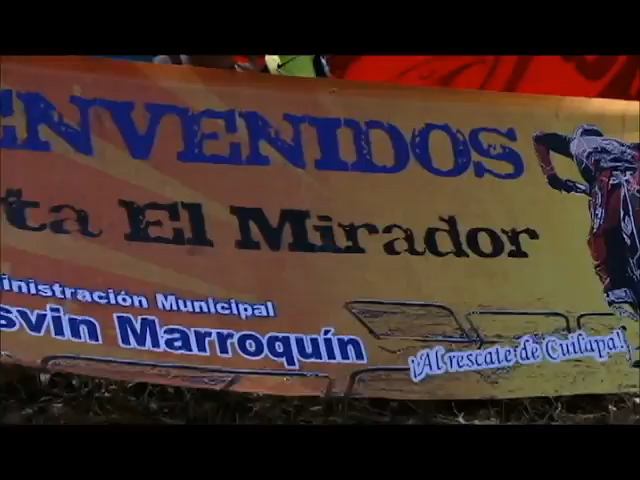 ENVENIDOS
ta El Mirador
inistración Municipal
svin Marroquín
¡Al rescate de Cuilapa!